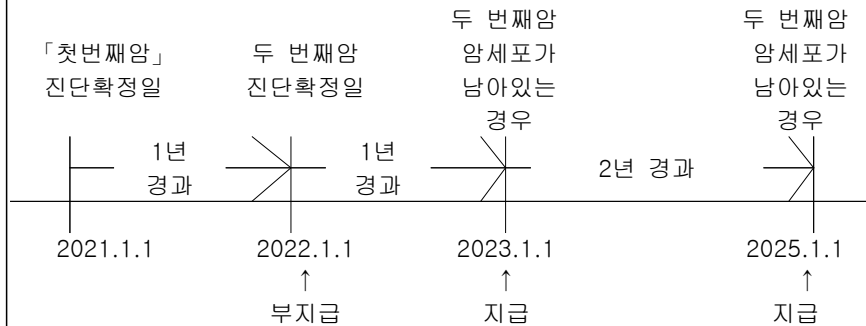 「첫번째암」
진단확정일
두 번째암
진단확정일
두 번째암
암세포가
남아있는
경우
두 번째암
암세포가
남아있는
경우
1년
경과
1년
경과
2년 경과
2021.1.1
2022.1.1
2023.1.1
2025.1.1
↑
↑
↑
부지급
지급
지급